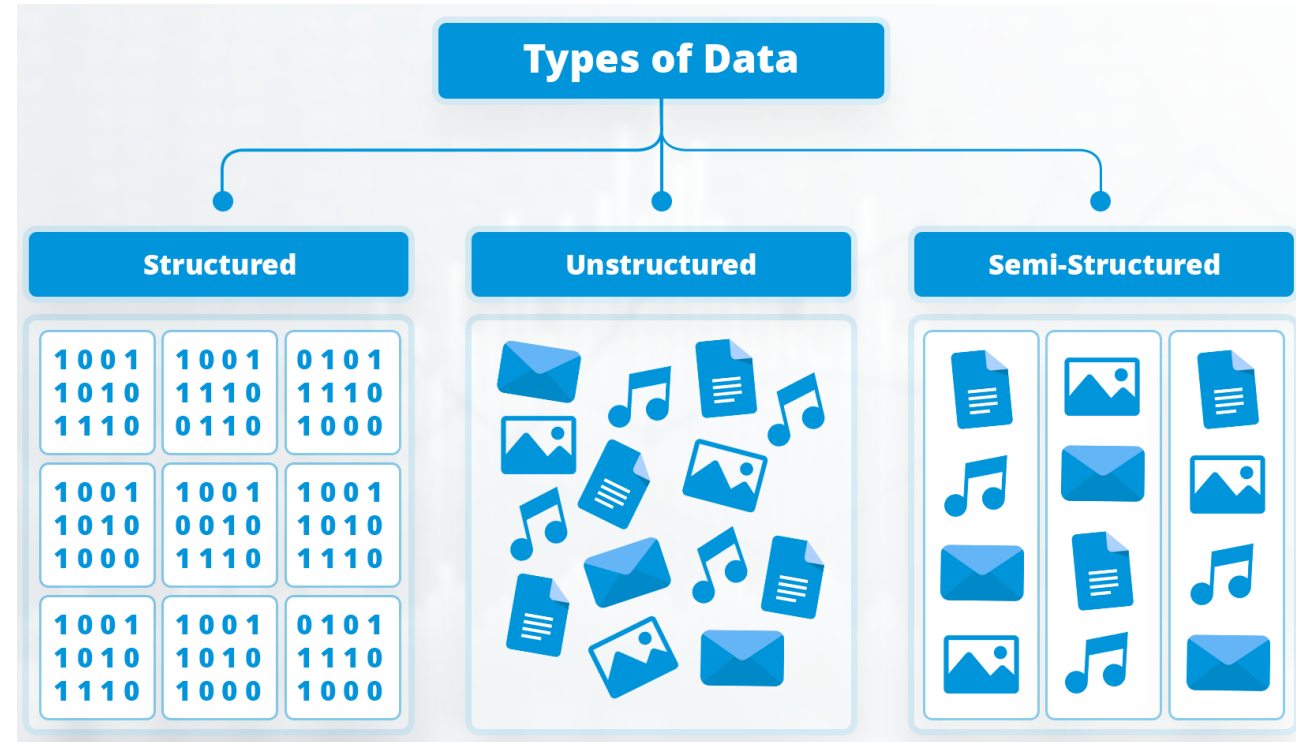 Types of Data
Structured
Unstructured
Semi-Structured
1001 1001 0101
1010 1110 1110
1110 0110 1000
1001 1001 1001
1010 0010 1010
1000 1110 1110
1001 1001 0101
1010 1010 1110
1110 1000 1000